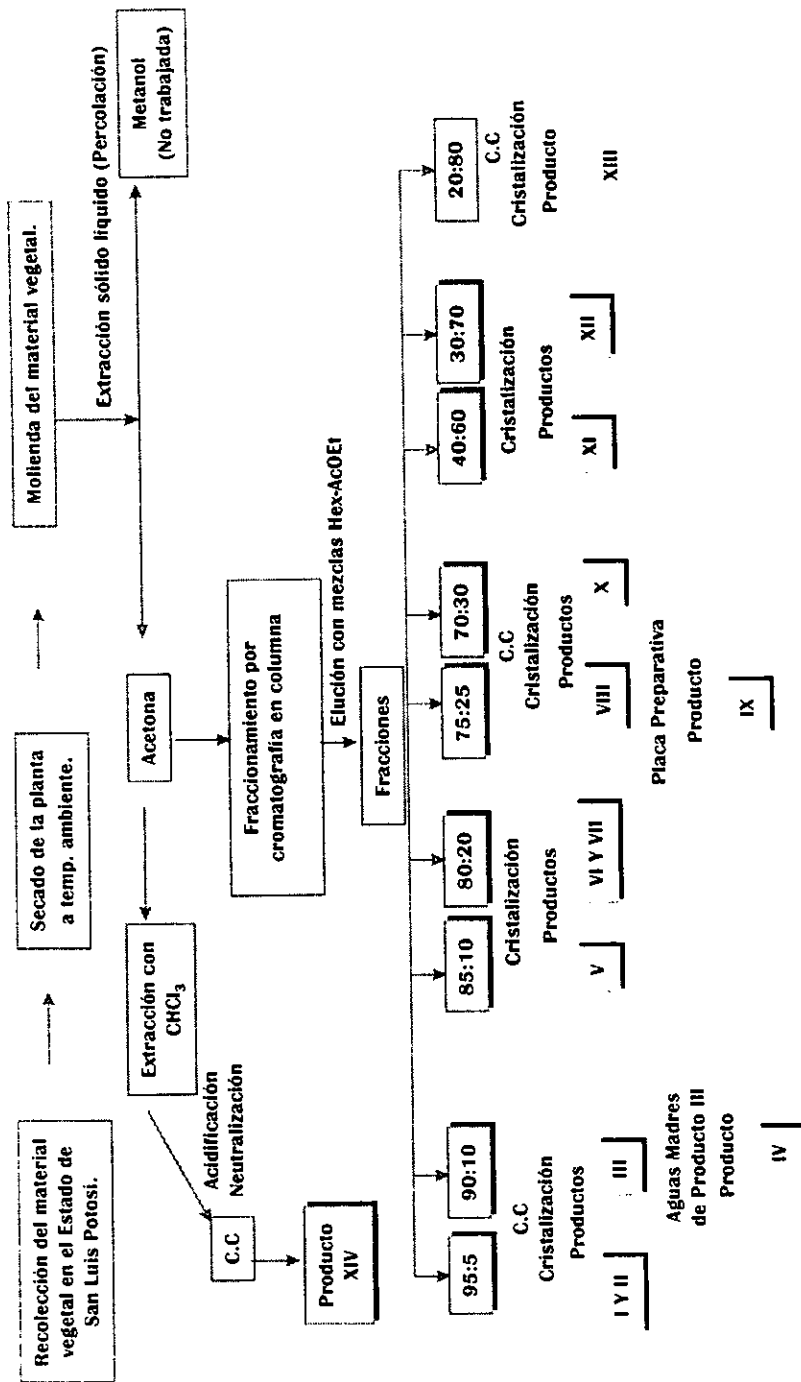 Recolección del material
vegetal en el Estado de
San Luis Potosi.
Secado de la planta
a temp. ambiente.
Molienda del material vegetal.
Extracción sólido líquido (Percolación)
Metanol
(No trabajada)
Acetona
Extracción con
CHCl₃
Acidificación
Neutralización
C.C
Producto
XIV
Fraccionamiento por
cromatografia en columna
Elución con mezclas Hex-AcOEt
Fracciones
95:5
90:10
C.C
Cristalización
Productos
I Y II
III
Aguas Madres
de Producto III
Producto
IV
85:10
80:20
Cristalización
Productos
V
VI Y VII
75:25
70:30
C.C
Cristalización
Productos
VIII
X
Placa Preparativa
Producto
IX
40:60
30:70
Cristalización
Productos
XI
XII
20:80
C.C
Cristalización
Producto
XIII